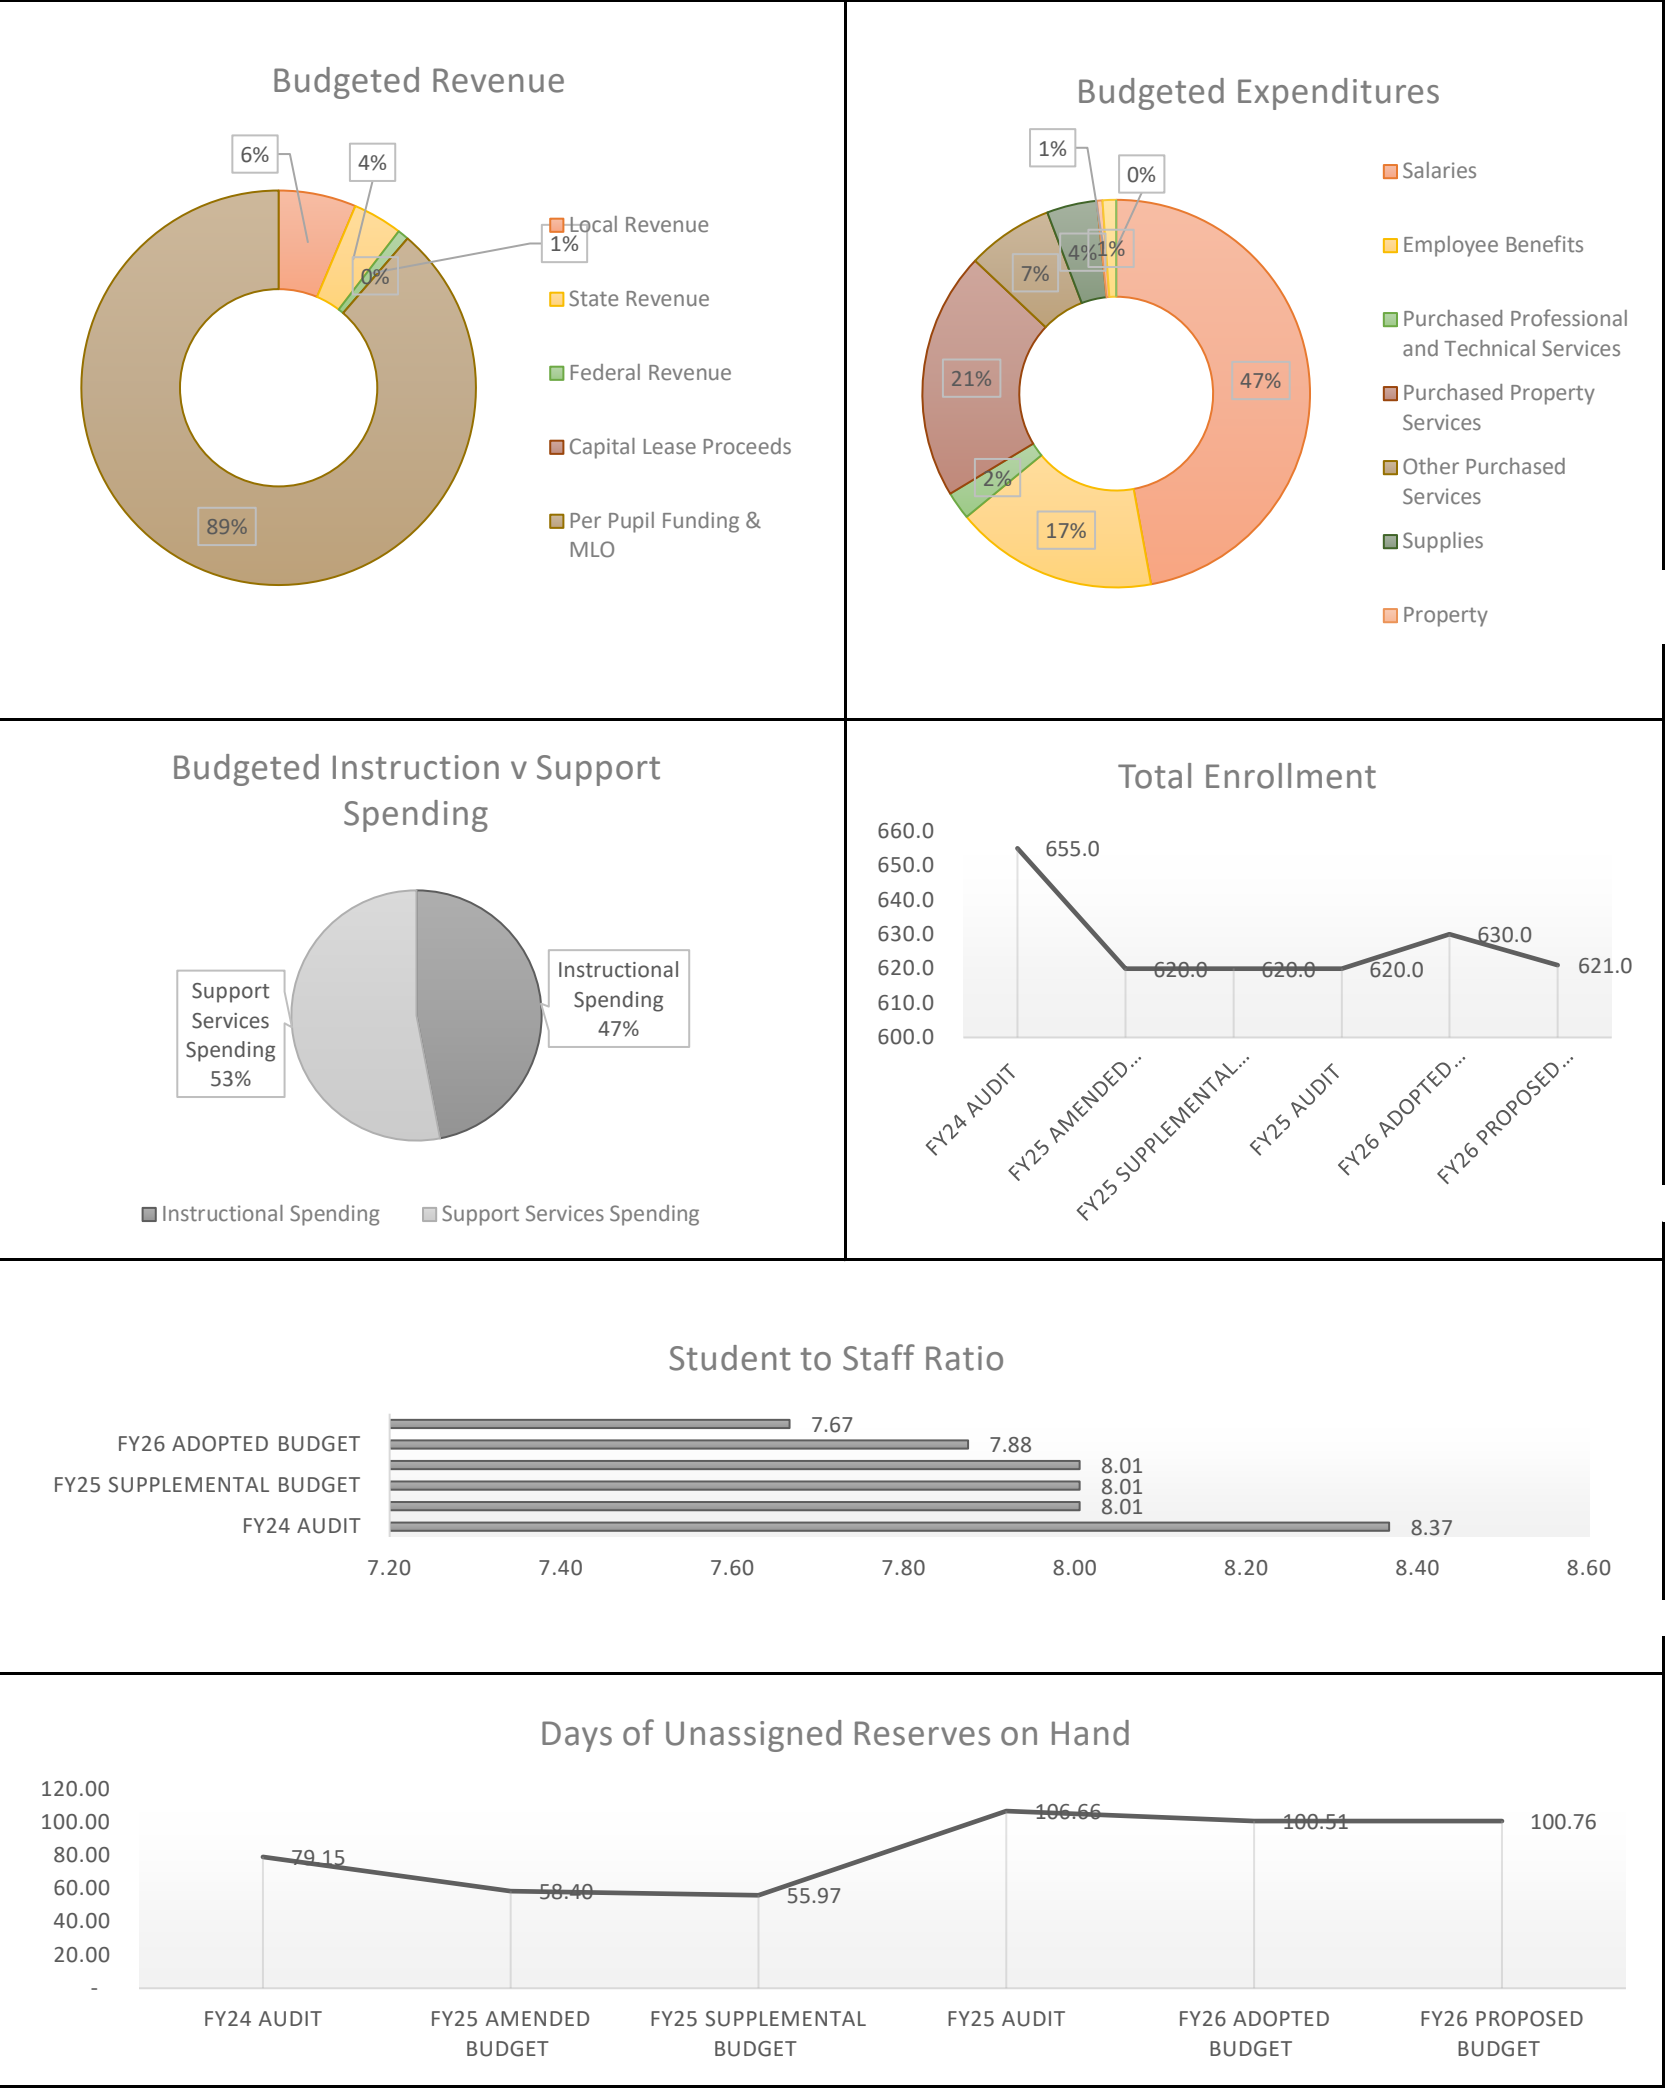 Budgeted Revenue
6%
4%
1%
0%
89%
Local Revenue
State Revenue
Federal Revenue
Capital Lease Proceeds
Per Pupil Funding &
MLO
Budgeted Expenditures
1%
0%
4%
1%
7%
21%
47%
2%
17%
Salaries
Employee Benefits
Purchased Professional
and Technical Services
Purchased Property
Services
Other Purchased
Services
Supplies
Property
Budgeted Instruction v Support
Spending
Support
Services
Spending
53%
Instructional
Spending
47%
Instructional Spending
Support Services Spending
Total Enrollment
660.0
650.0
640.0
630.0
620.0
610.0
600.0
655.0
620.0
620.0
620.0
630.0
621.0
FY24 AUDIT
FY25 AMENDED...
FY25 SUPPLEMENTAL...
FY25 AUDIT
FY26 ADOPTED...
FY26 PROPOSED...
Student to Staff Ratio
7.67
FY26 ADOPTED BUDGET
7.88
8.01
FY25 SUPPLEMENTAL BUDGET
8.01
8.01
FY24 AUDIT
8.37
7.20
7.40
7.60
7.80
8.00
8.20
8.40
8.60
Days of Unassigned Reserves on Hand
120.00
100.00
80.00
60.00
40.00
20.00
-
79.15
58.40
55.97
106.66
100.51
100.76
FY24 AUDIT
FY25 AMENDED
BUDGET
FY25 SUPPLEMENTAL
BUDGET
FY25 AUDIT
FY26 ADOPTED
BUDGET
FY26 PROPOSED
BUDGET